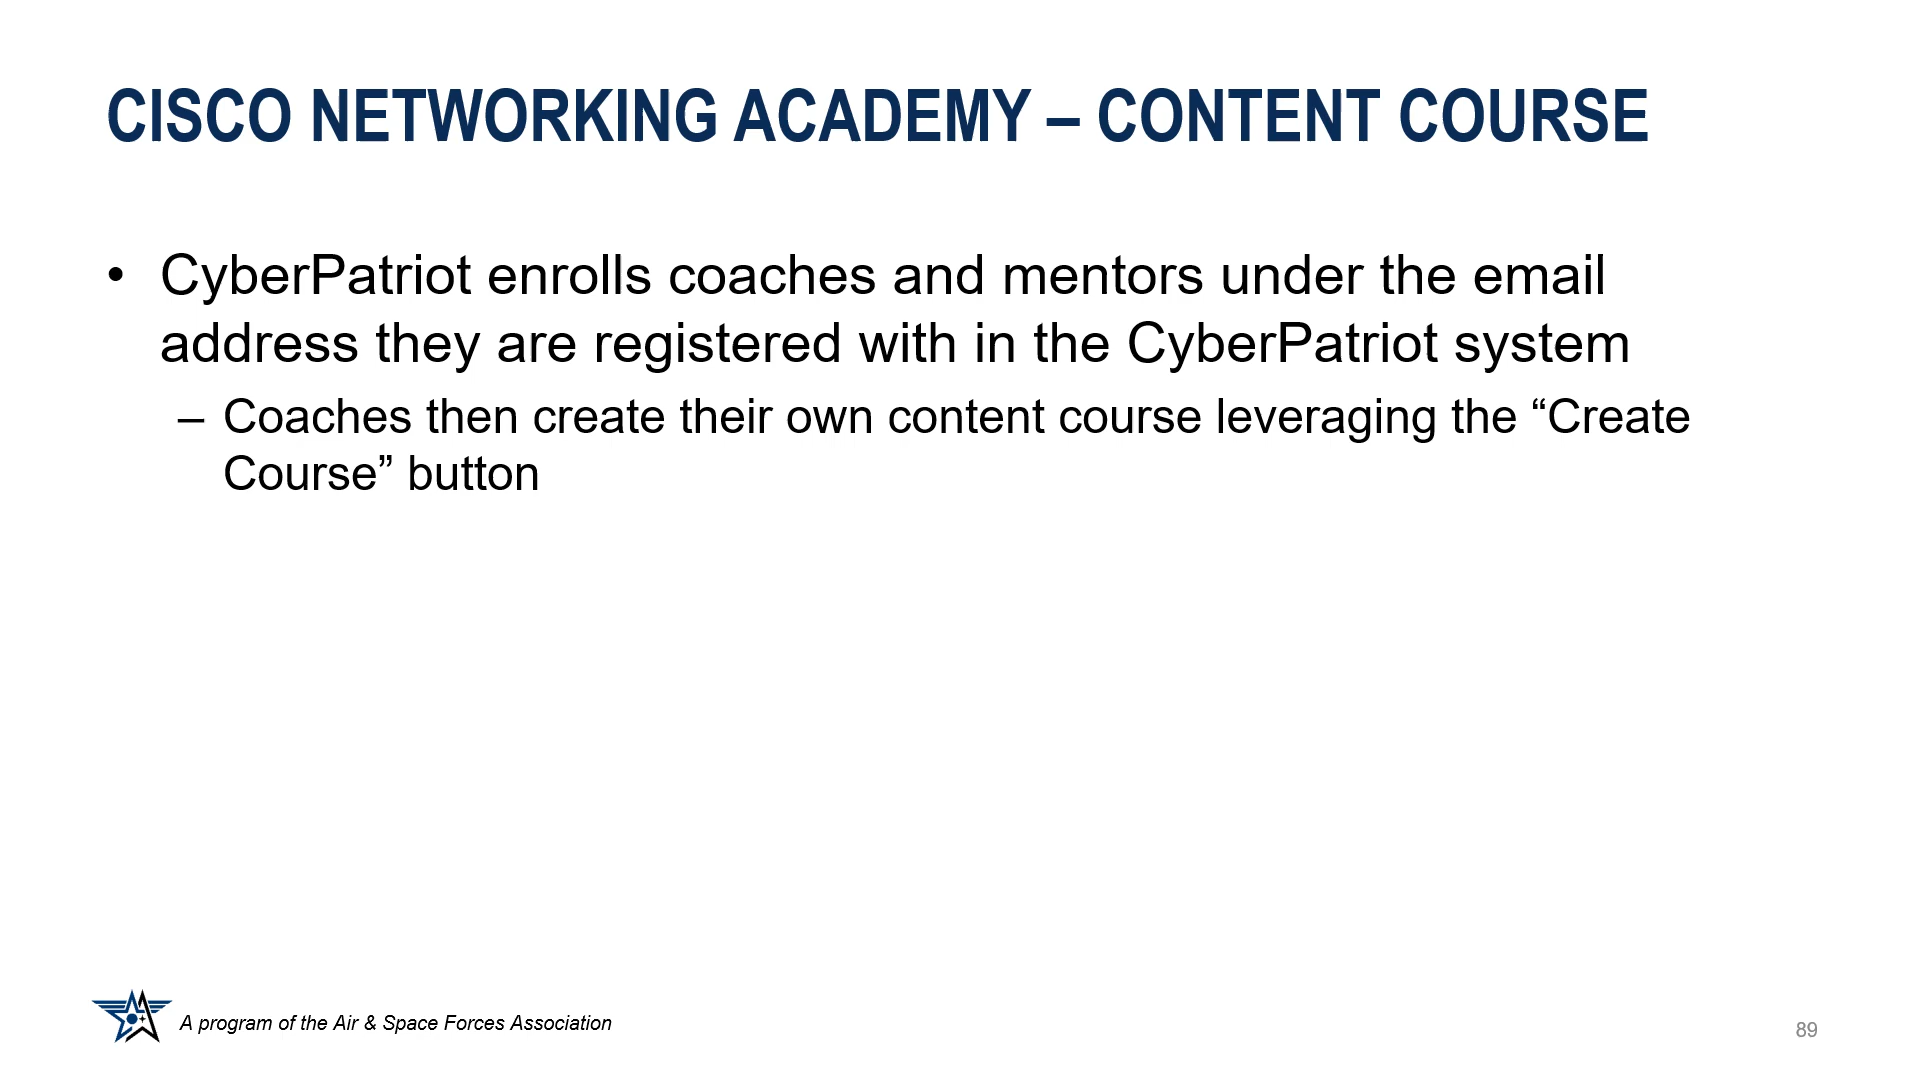 CISCO NETWORKING ACADEMY – CONTENT COURSE
• CyberPatriot enrolls coaches and mentors under the email
address they are registered with in the CyberPatriot system
– Coaches then create their own content course leveraging the “Create
Course” button
A program of the Air & Space Forces Association
89